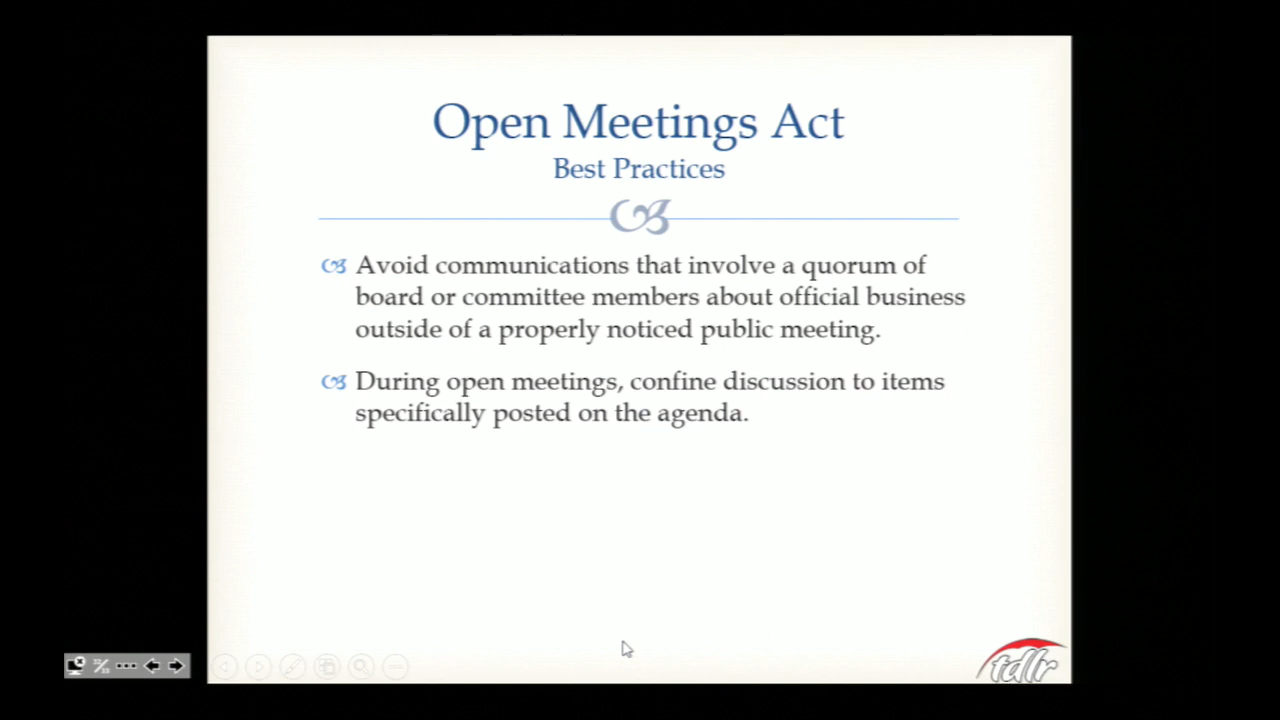 Open Meetings Act
Best Practices
Avoid communications that involve a quorum of
board or committee members about official business
outside of a properly noticed public meeting.
During open meetings, confine discussion to items
specifically posted on the agenda.
tdlr